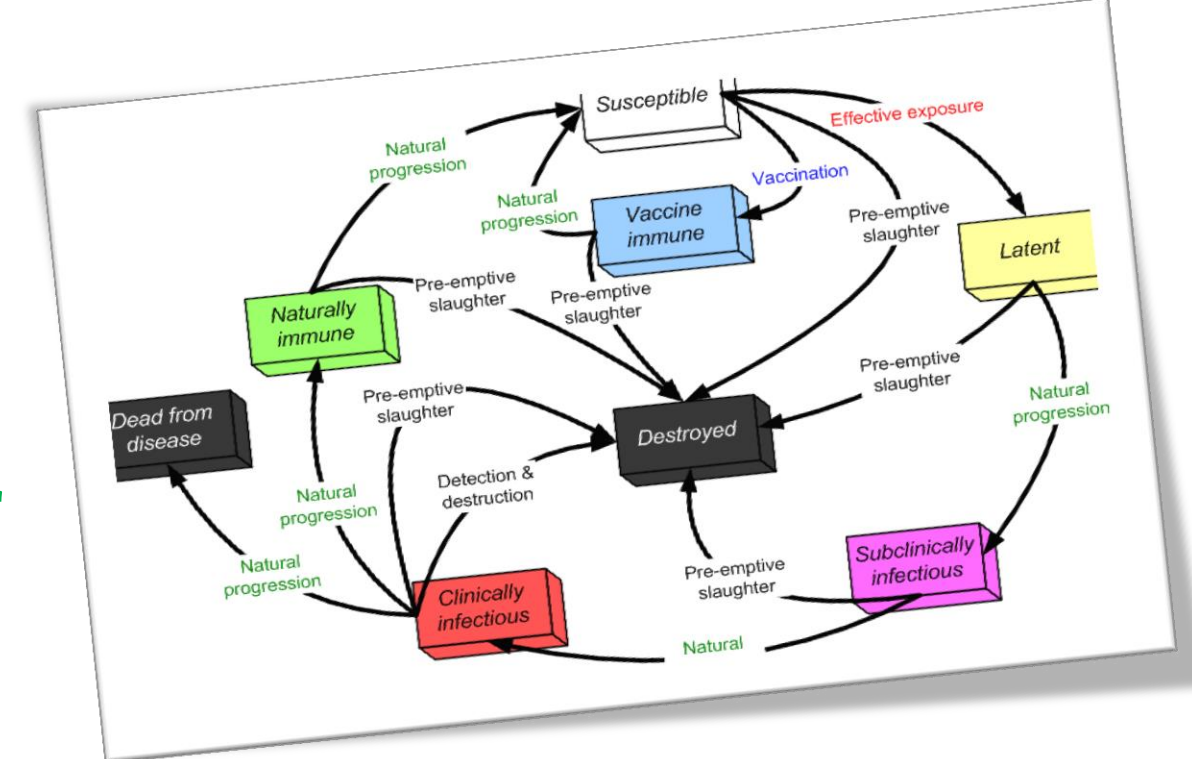 Susceptible
Effective exposure
Natural
progression
Vaccination
Natural
progression
Vaccine
immune
Pre-emptive
slaughter
Latent
Pre-emptive
slaughter
Pre-emptive
slaughter
Naturally
immune
Pre-emptive
slaughter
Pre-emptive
slaughter
Natural
progression
Dead from
disease
Destroyed
Detection &
destruction
Natural
progression
Natural
progression
Subclinically
infectious
Pre-emptive
slaughter
Clinically
infectious
Natural